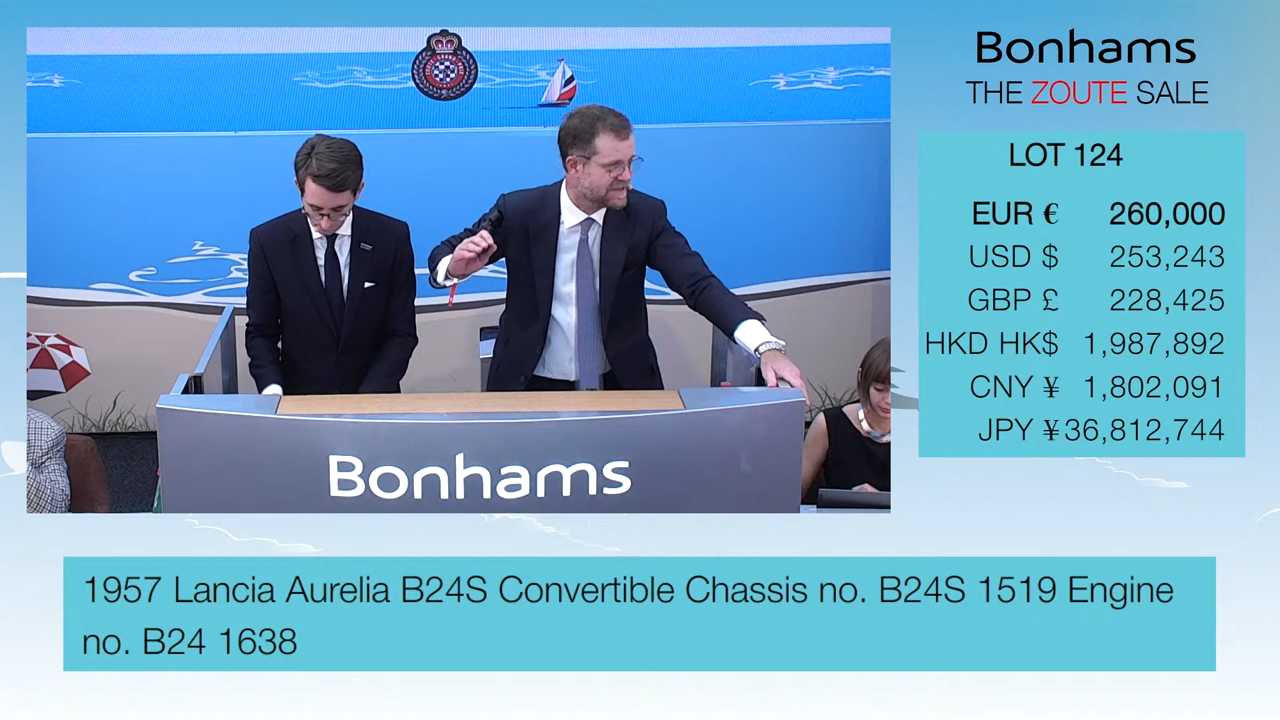 Bonhams
THE ZOUTE SALE
LOT 124
EUR € 260,000
USD $ 253,243
GBP £ 228,425
HKD HK$ 1,987,892
CNY ¥ 1,802,091
JPY ¥ 36,812,744
Bonhams
1957 Lancia Aurelia B24S Convertible Chassis no. B24S 1519 Engine
no. B24 1638